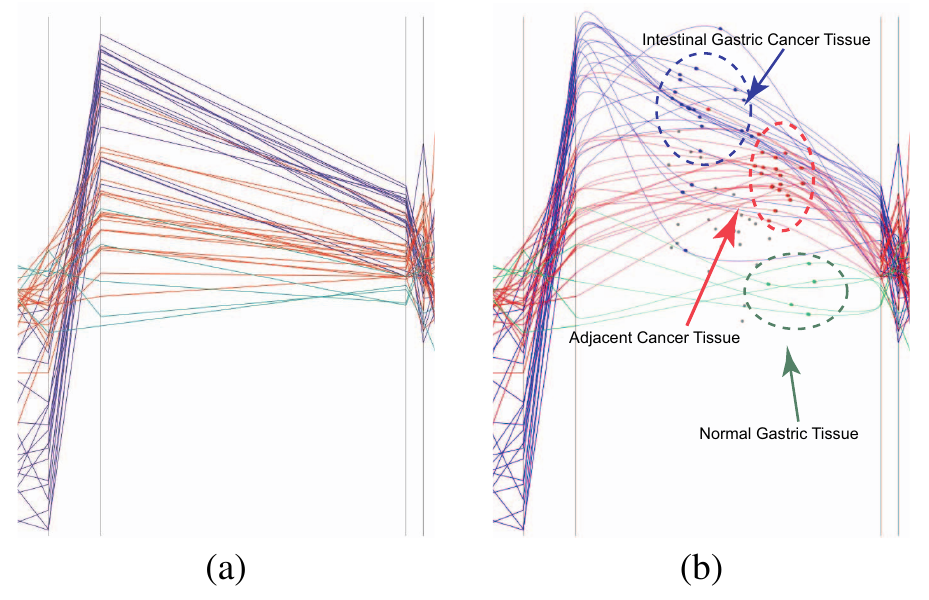 Intestinal Gastric Cancer Tissue
Adjacent Cancer Tissue
Normal Gastric Tissue
(a)
(b)